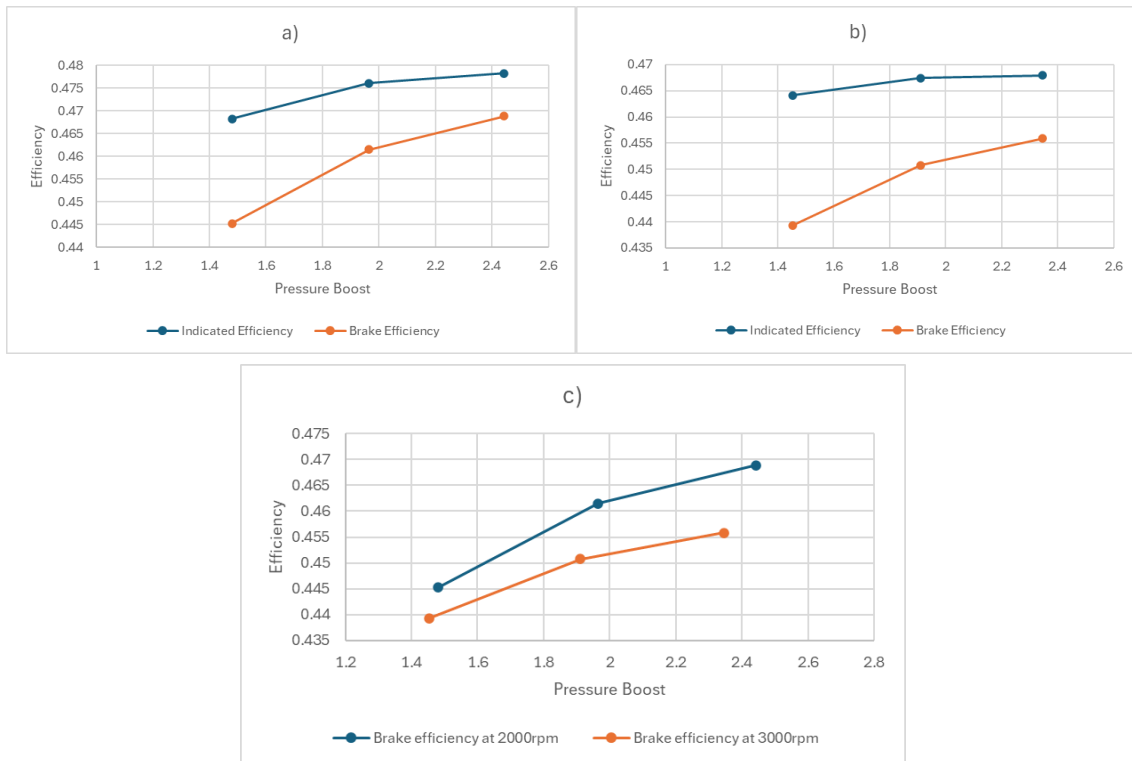 a)
0.48
0.475
0.47
0.465
0.46
0.455
0.45
0.445
0.44
Efficiency
1 1.2 1.4 1.6 1.8 2 2.2 2.4 2.6
Pressure Boost
Indicated Efficiency Brake Efficiency
b)
0.47
0.465
0.46
0.455
0.45
0.445
0.44
0.435
Efficiency
1 1.2 1.4 1.6 1.8 2 2.2 2.4 2.6
Pressure Boost
Indicated Efficiency Brake Efficiency
c)
0.475
0.47
0.465
0.46
0.455
0.45
0.445
0.44
0.435
Efficiency
1.2 1.4 1.6 1.8 2 2.2 2.4 2.6 2.8
Pressure Boost
Brake efficiency at 2000rpm Brake efficiency at 3000rpm